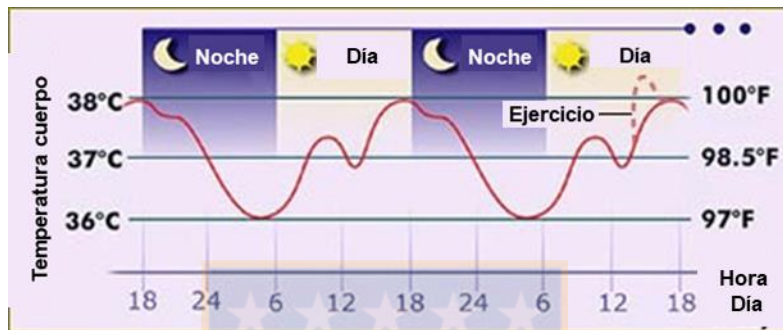 Noche Día Noche Día
38°C 100°F
Ejercicio
37°C 98.5°F
36°C 97°F
Temperatura cuerpo
18 24 6 12 18 24 6 12 18
Hora
Día